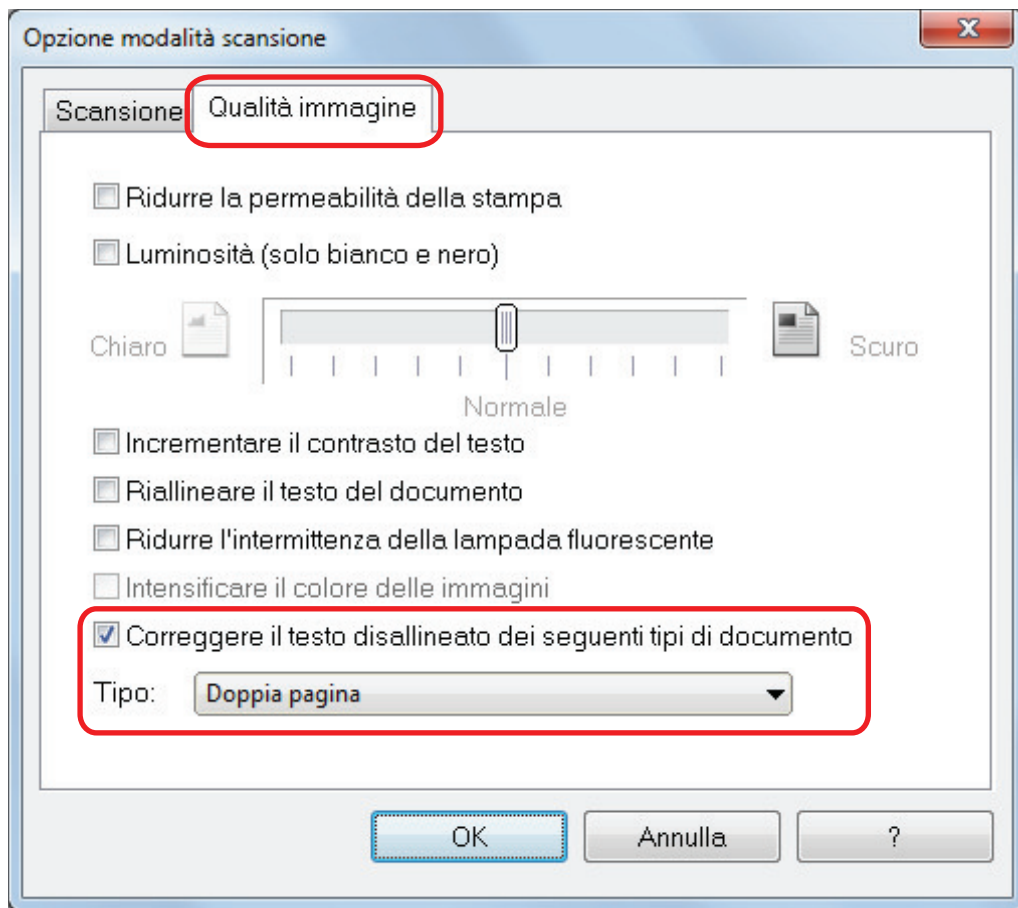 Opzione modalità scansione
Scansione Qualità immagine
Ridurre la permeabilità della stampa
Luminosità (solo bianco e nero)
Chiaro Scuro
Normale
Incrementare il contrasto del testo
Riallineare il testo del documento
Ridurre l'intermittenza della lampada fluorescente
Intensificare il colore delle immagini
Correggere il testo disallineato dei seguenti tipi di documento
Tipo: Doppia pagina
OK Annulla ?